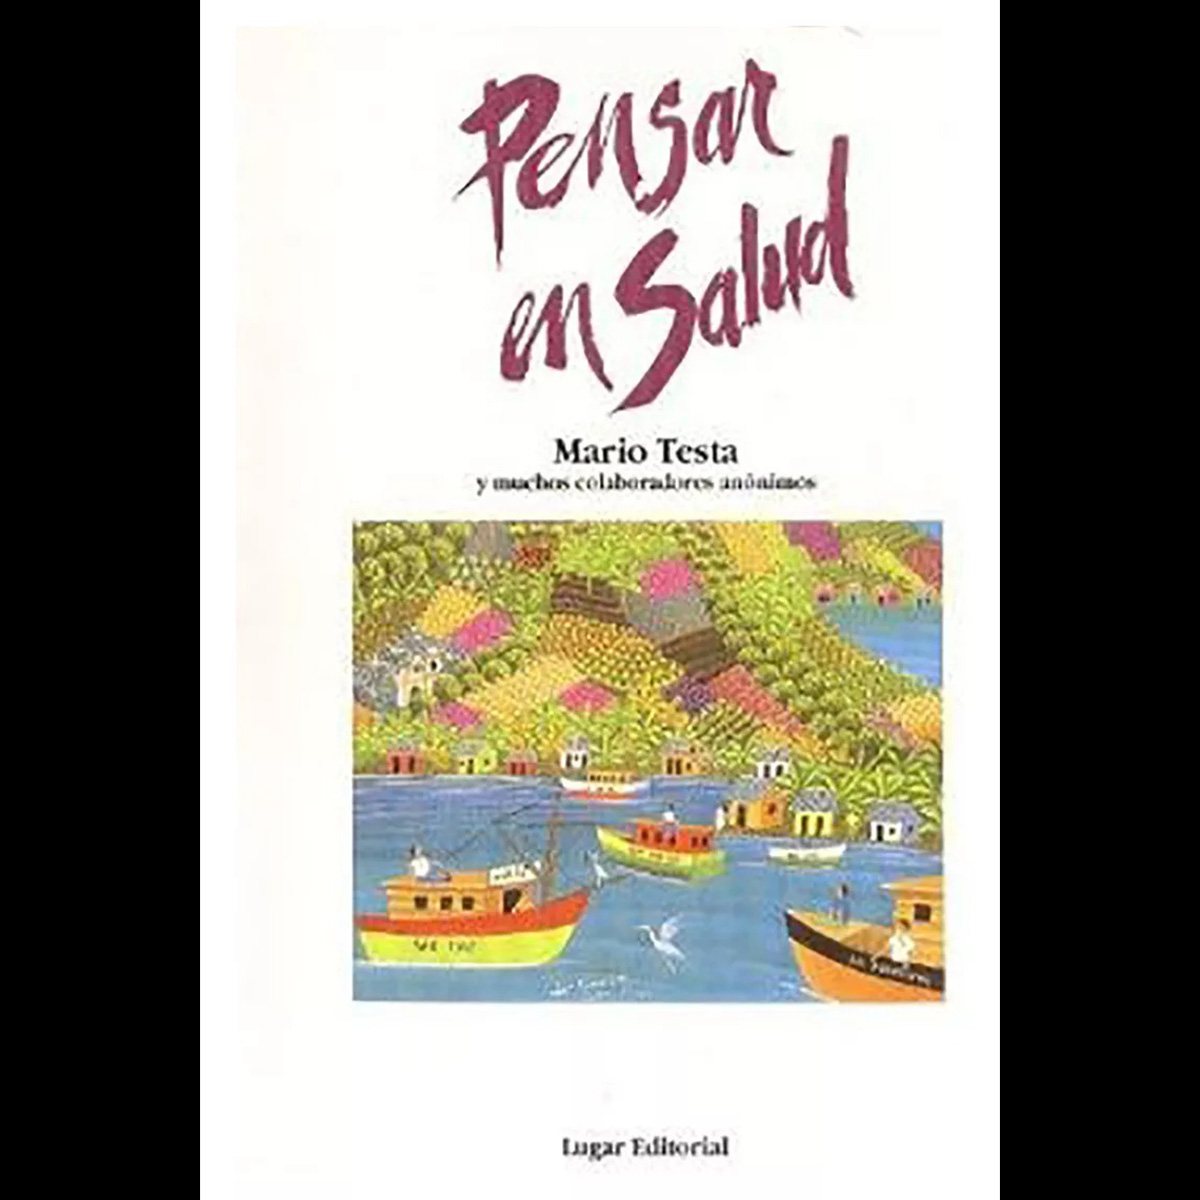 Pensar
en Salud
Mario Testa
y muchos colaboradores anónimos
Lugar Editorial